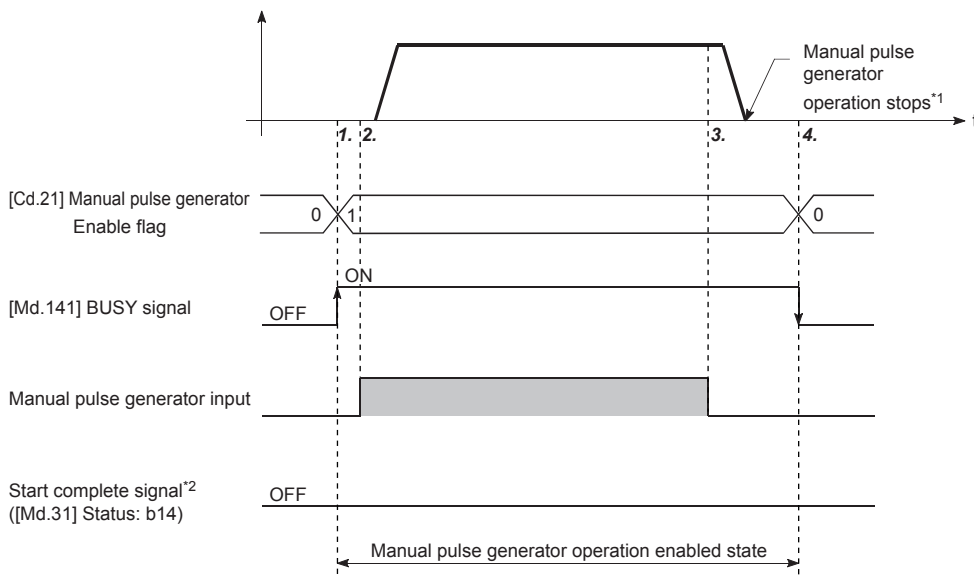 Manual pulse
generator
operation stops*1
t
1. 2. 3. 4.
[Cd.21] Manual pulse generator
Enable flag
0 1 0
ON
[Md.141] BUSY signal
OFF
Manual pulse generator input
Start complete signal*2
([Md.31] Status: b14)
OFF
Manual pulse generator operation enabled state